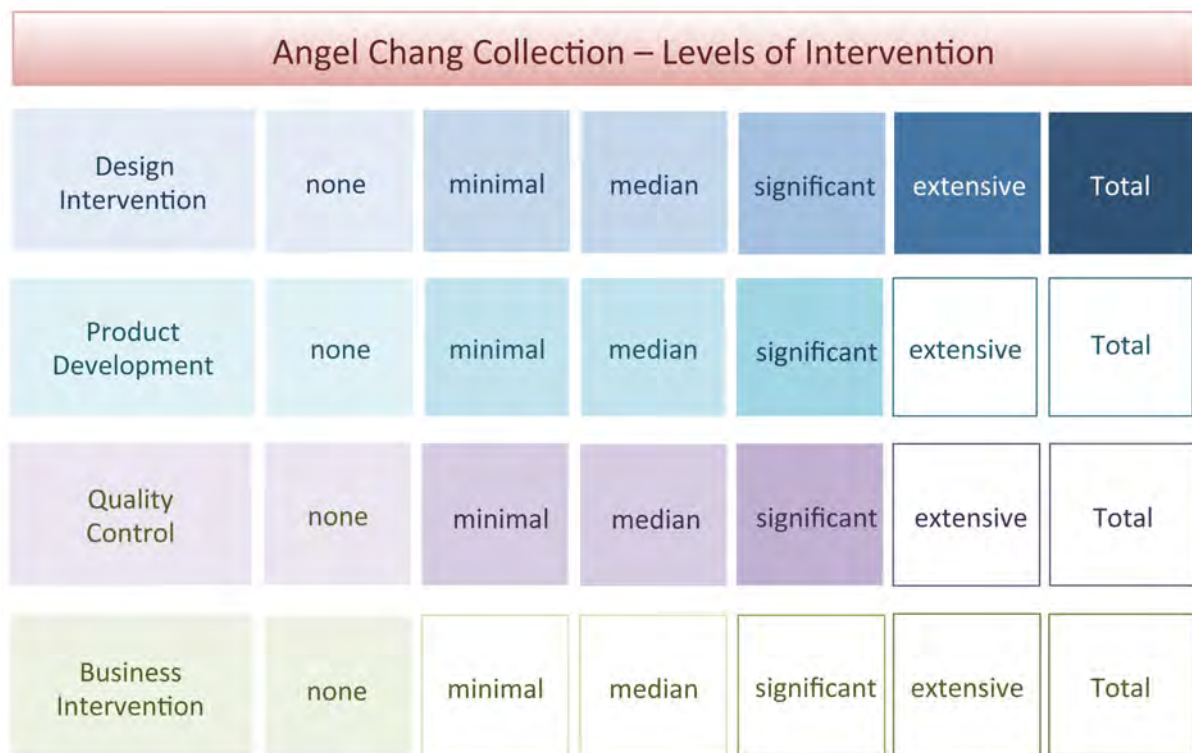 Angel Chang Collection – Levels of Intervention
Design
Intervention
none
minimal
median
significant
extensive
Total
Product
Development
none
minimal
median
significant
extensive
Total
Quality
Control
none
minimal
median
significant
extensive
Total
Business
Intervention
none
minimal
median
significant
extensive
Total